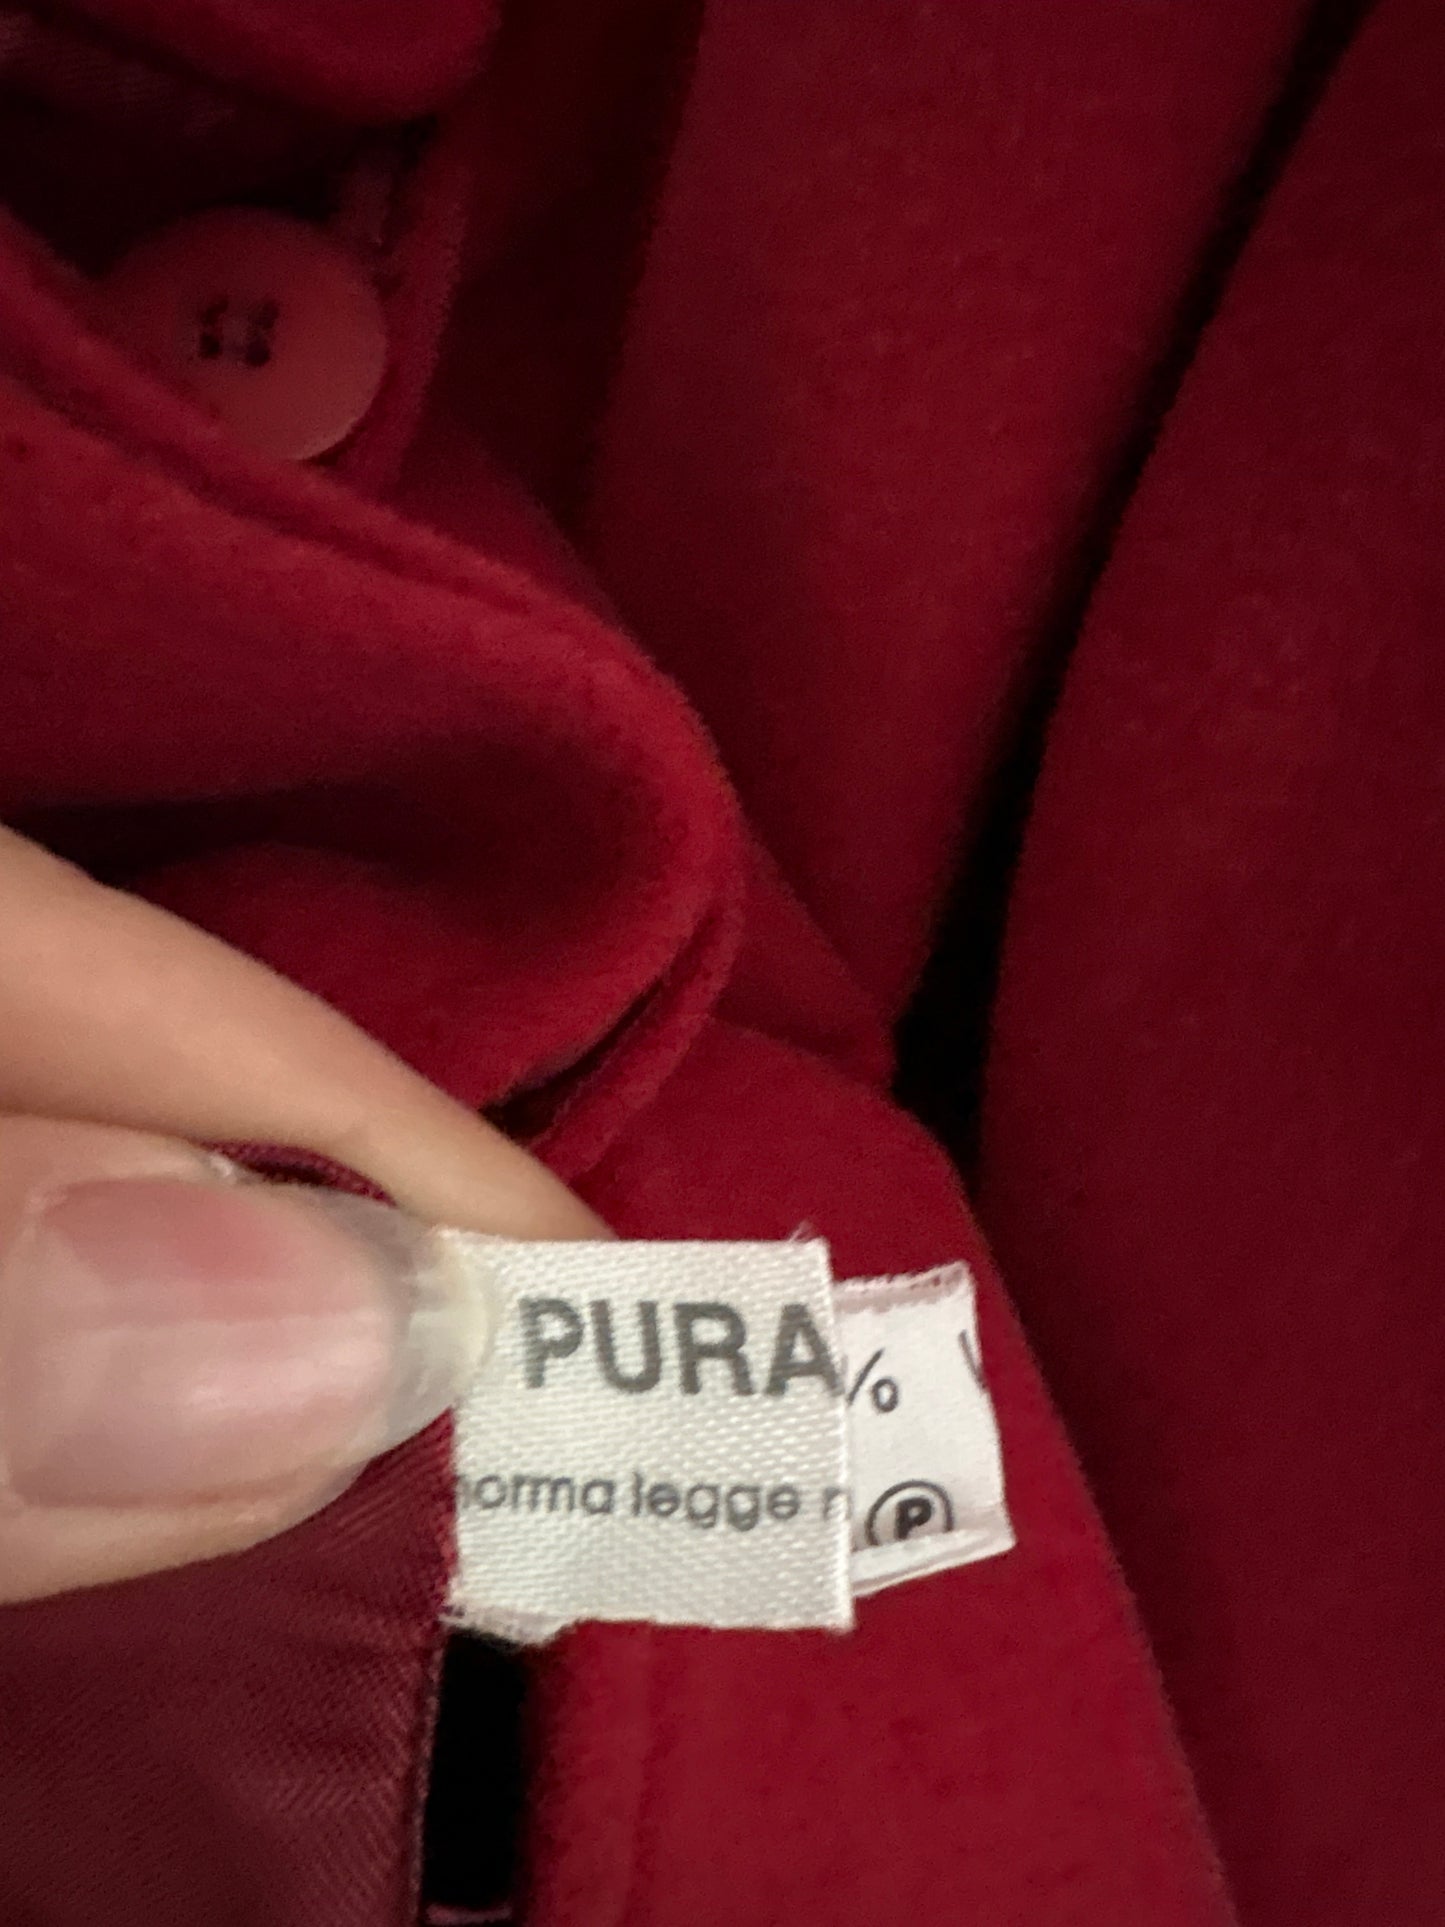 PURA
norma legge
%
P